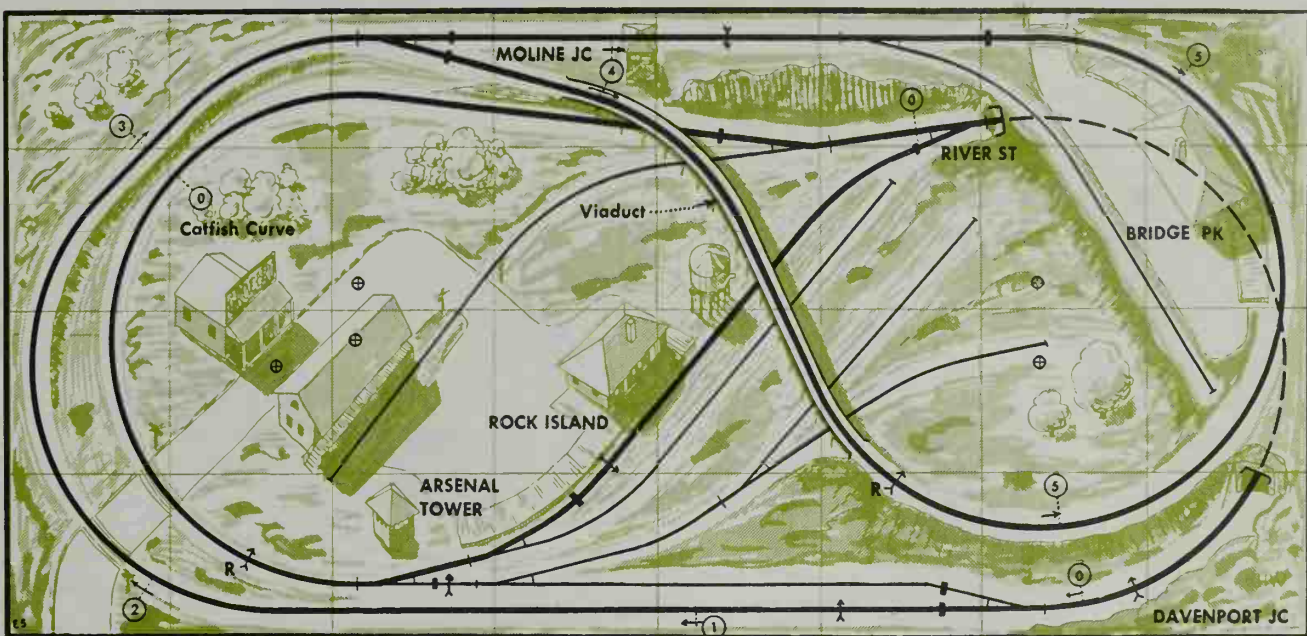 MOLINE JC
4
5
3
0
RIVER ST
0
Catfish Curve
Viaduct
BRIDGE PK
HOTEL
ROCK ISLAND
ARSENAL
TOWER
R
5
R
2
0
1
DAVENPORT JC